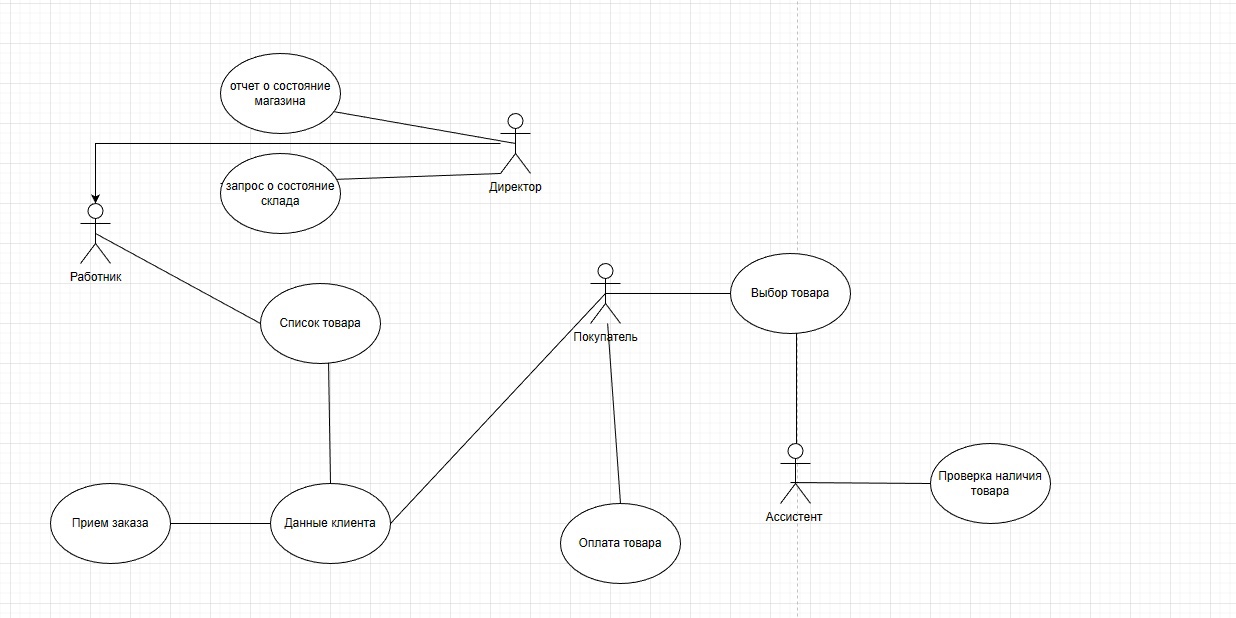 отчет о состояние
магазина
Директор
запрос о состояние
склада
Работник
Список товара
Покупатель
Выбор товара
Прием заказа
Данные клиента
Оплата товара
Ассистент
Проверка наличия
товара